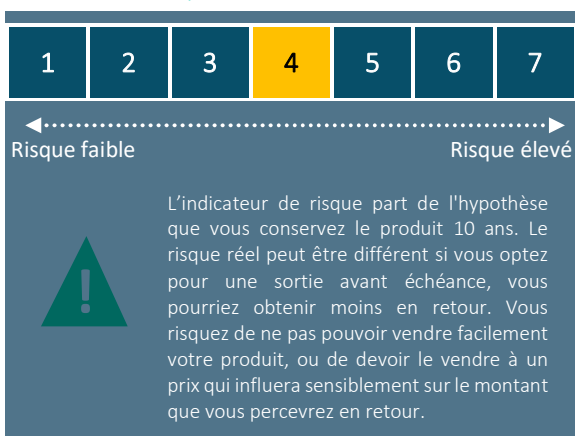 1 2 3 4 5 6 7
Risque faible Risque élevé
L’indicateur de risque part de l'hypothèse
que vous conservez le produit 10 ans. Le
risque réel peut être différent si vous optez
pour une sortie avant échéance, vous
pourriez obtenir moins en retour. Vous
risquez de ne pas pouvoir vendre facilement
votre produit, ou de devoir le vendre à un
prix qui influera sensiblement sur le montant
que vous percevrez en retour.
!